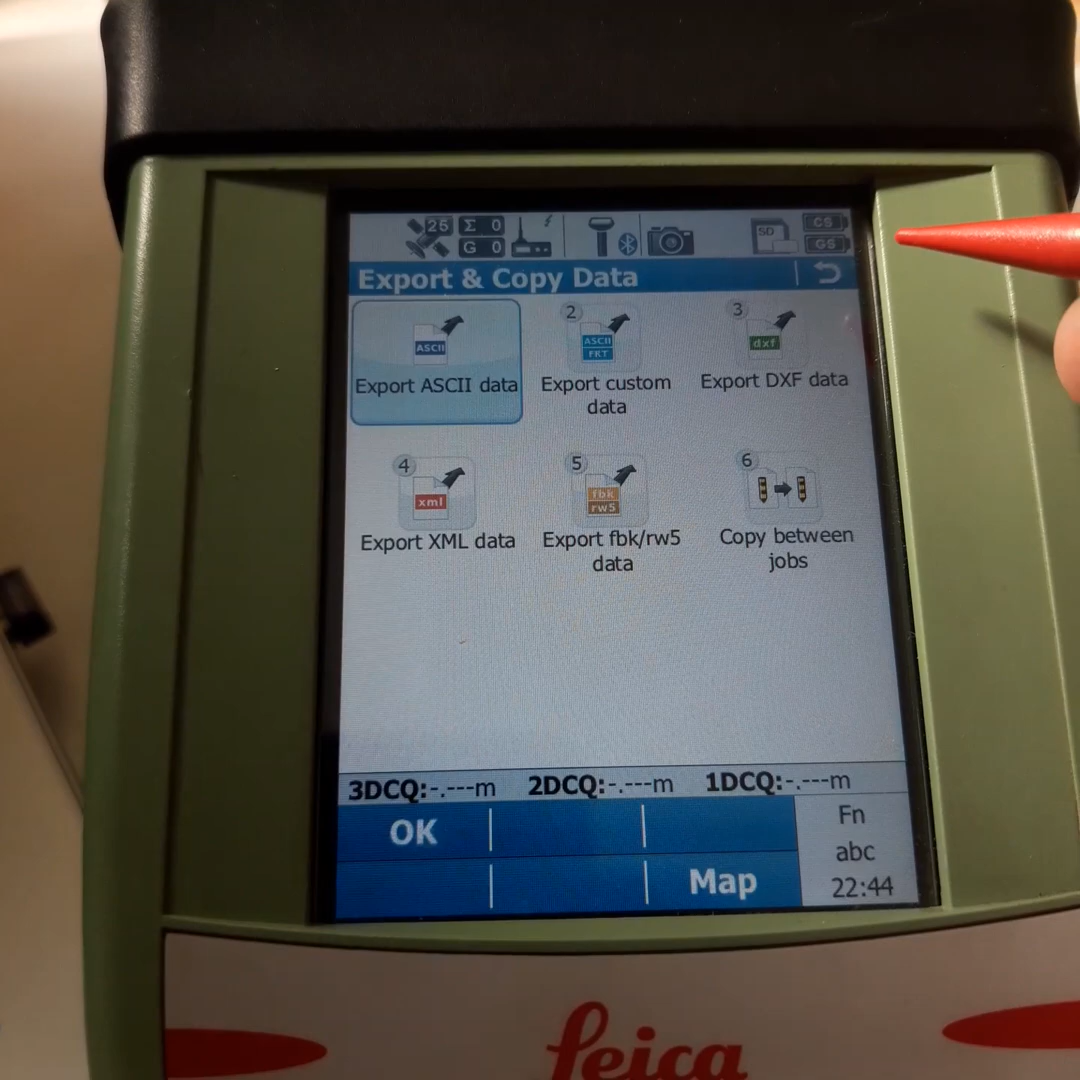 25 Σ 0
G 0
SD
CS
GS
Export & Copy Data
ASCII
Export ASCII data
2
ASCII
FRT
Export custom
data
3
dxf
Export DXF data
4
xml
Export XML data
5
fbk
rw5
Export fbk/rw5
data
6
Copy between
jobs
3DCQ:-.---m 2DCQ:-.---m 1DCQ:-.---m
OK
Map
Fn
abc
22:44
Leica